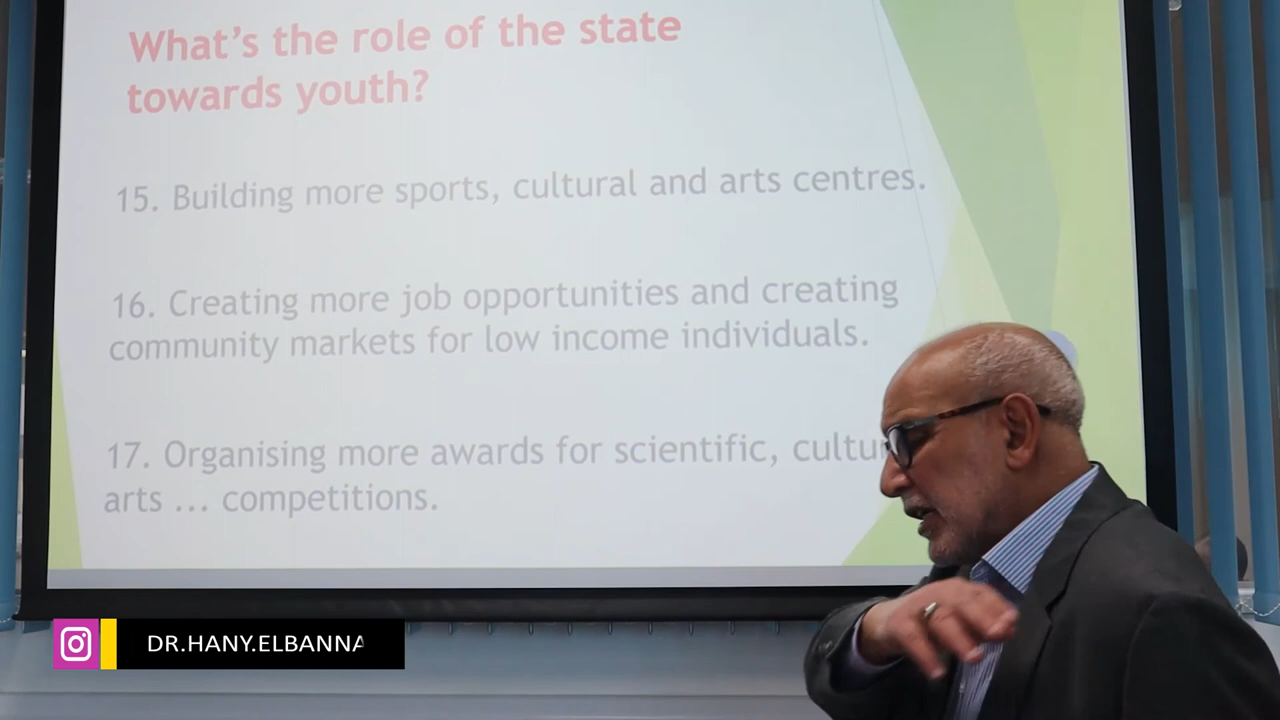 What's the role of the state
towards youth?
15. Building more sports, cultural and arts centres.
16. Creating more job opportunities and creating
community markets for low income individuals.
17. Organising more awards for scientific,
arts ... competitions.
DR.HANY.ELBANNA